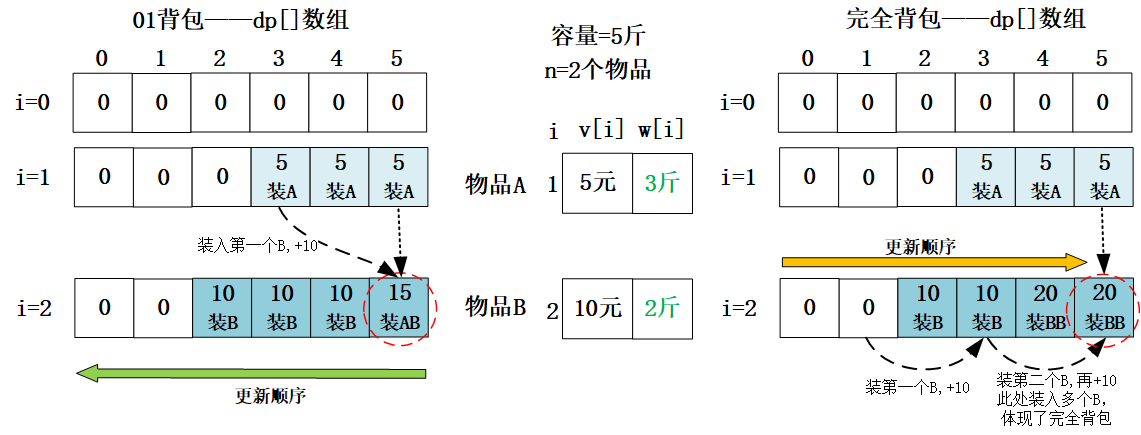 01背包——dp[]数组
0 1 2 3 4 5
i=0 0 0 0 0 0 0
i=1 0 0 0 5 5 5
装A 装A 装A
装入第一个B,+10
i=2 0 0 10 10 10 15
装B 装B 装B 装AB
更新顺序
容量=5斤
n=2个物品
i v[i] w[i]
物品A 1 5元 3斤
物品B 2 10元 2斤
完全背包——dp[]数组
0 1 2 3 4 5
i=0 0 0 0 0 0 0
i=1 0 0 0 5 5 5
装A 装A 装A
更新顺序
i=2 0 0 10 10 20 20
装B 装B 装BB 装BB
装第一个B,+10
装第二个B,再+10
此处装入多个B,
体现了完全背包